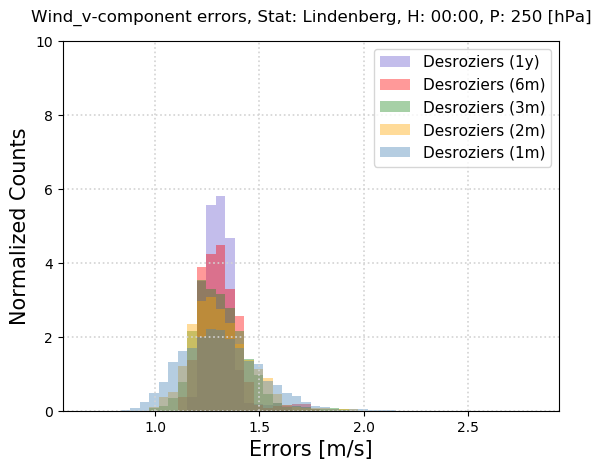 Wind_v-component errors, Stat: Lindenberg, H: 00:00, P: 250 [hPa]
10
8
6
4
2
0
Normalized Counts
Desroziers (1y)
Desroziers (6m)
Desroziers (3m)
Desroziers (2m)
Desroziers (1m)
1.0 1.5 2.0 2.5
Errors [m/s]